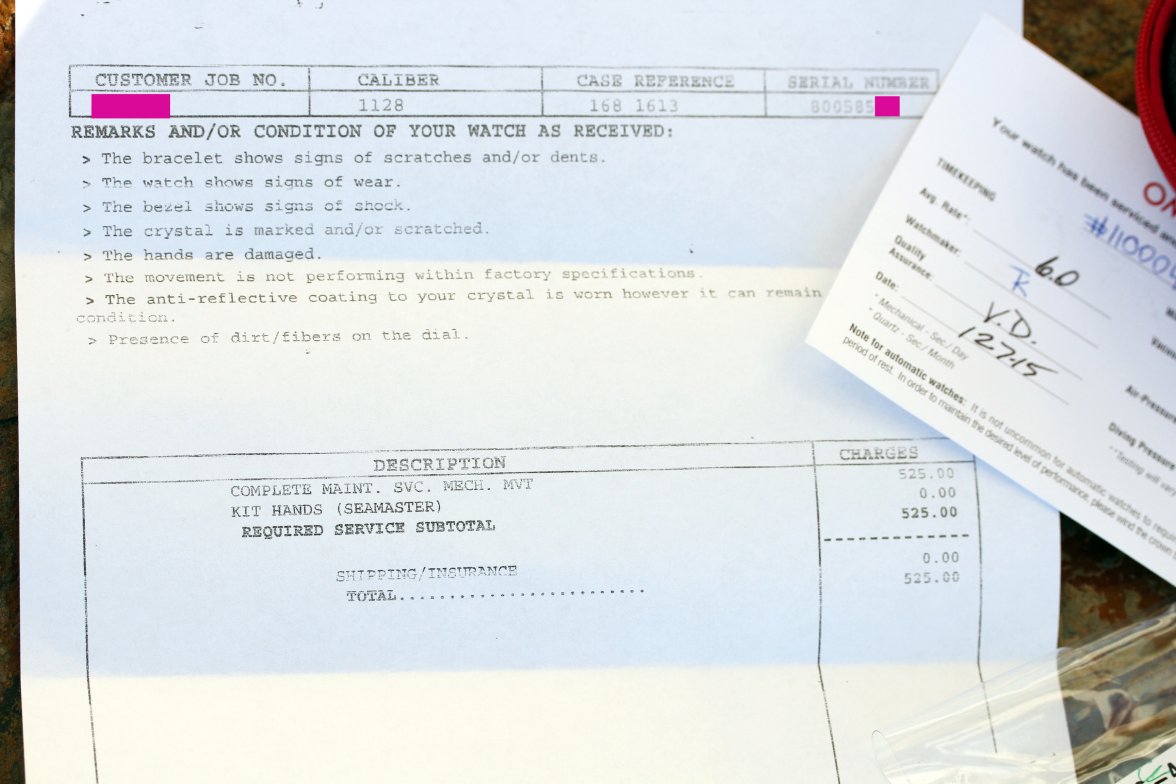 CUSTOMER JOB NO. CALIBER CASE REFERENCE SERIAL NUMBER
1128 168 1613 800585
REMARKS AND/OR CONDITION OF YOUR WATCH AS RECEIVED:
> The bracelet shows signs of scratches and/or dents.
> The watch shows signs of wear.
> The bezel shows signs of shock.
> The crystal is marked and/or scratched.
> The hands are damaged.
> The movement is not performing within factory specifications.
> The anti-reflective coating to your crystal is worn however it can remain
condition.
> Presence of dirt/fibers on the dial.
DESCRIPTION CHARGES
COMPLETE MAINT. SVC. MECH. MVT 525.00
KIT HANDS (SEAMASTER) 0.00
REQUIRED SERVICE SUBTOTAL 525.00
SHIPPING/INSURANCE 0.00
TOTAL......................... 525.00
Your watch has been serviced
TIMEKEEPING
Avg. Rate*: 6.0
Watchmaker:
Quality
Assurance: V.D.
Date: 1-27-15
* Mechanical - Sec / Day
* Quartz - Sec / Month
Note for automatic watches: It is not uncommon for automatic watches to
period of rest. In order to maintain the desired level of performance, please wind the crown
Air-Pressure
Diving Pressure
**Testing will